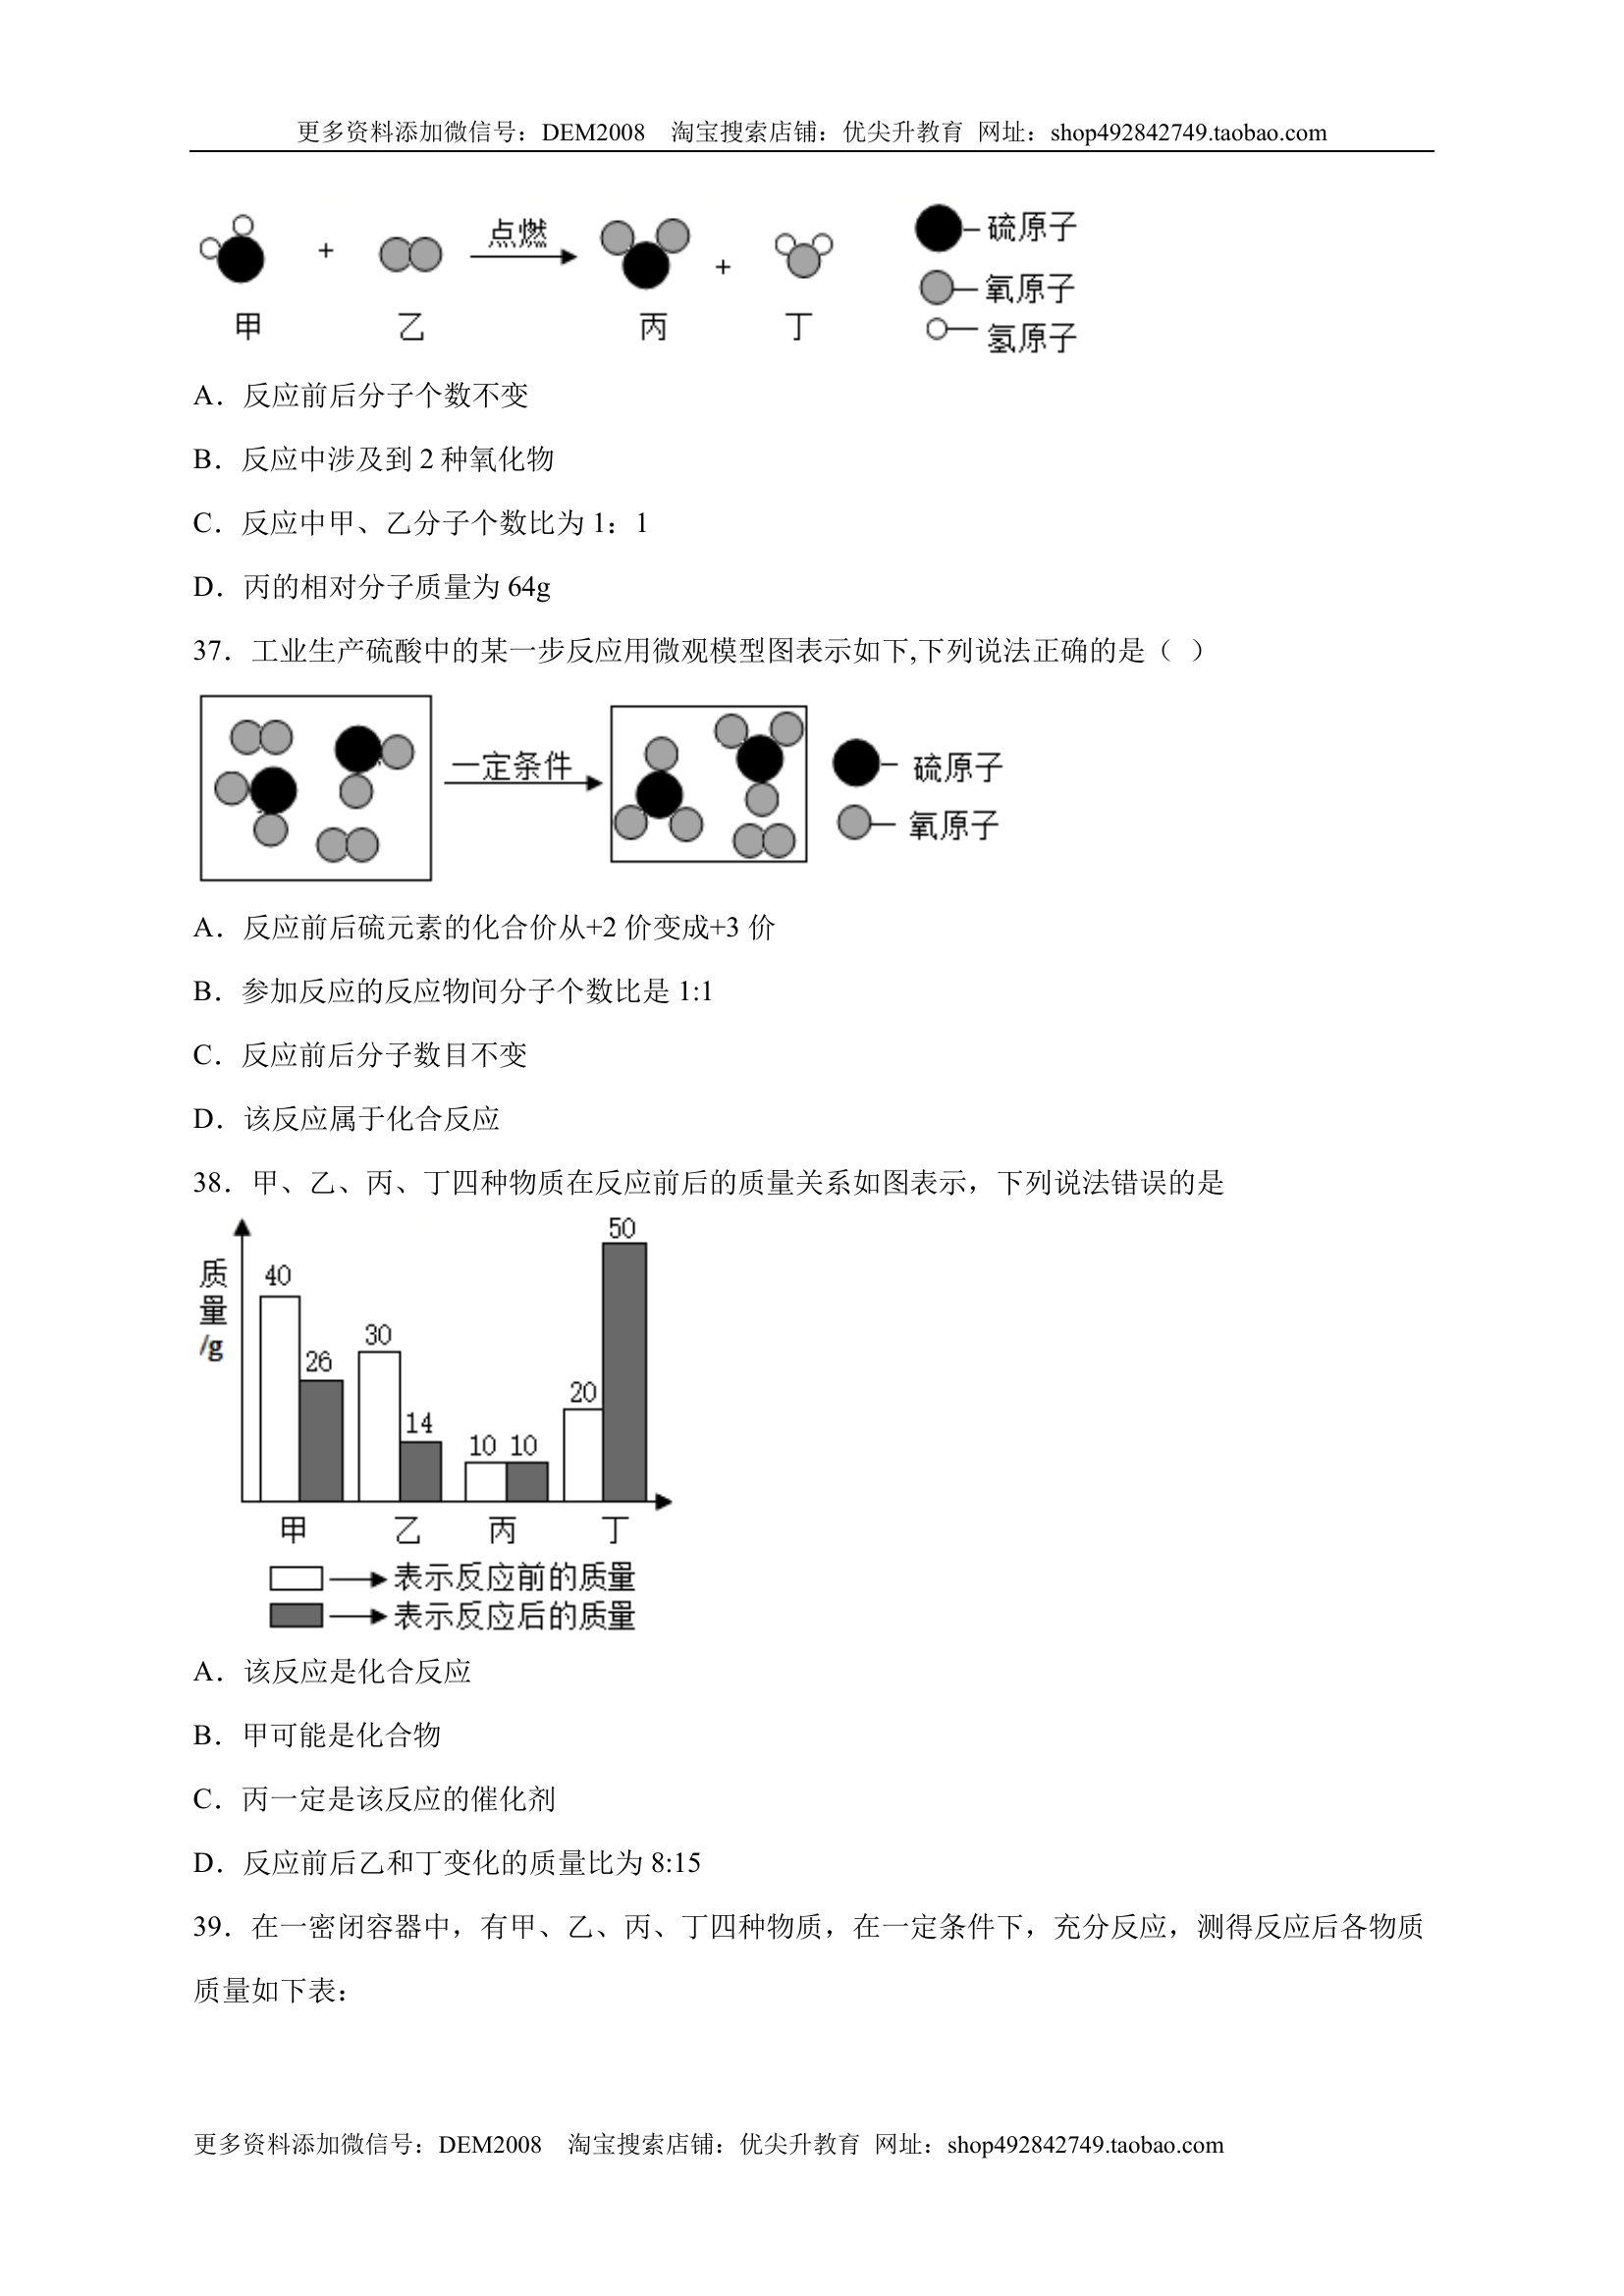 更多资料添加微信号：DEM2008 淘宝搜索店铺：优尖升教育 网址：shop492842749.taobao.com
+ 点燃 + 硫原子
氧原子
甲 乙 丙 丁 氢原子
A．反应前后分子个数不变
B．反应中涉及到 2 种氧化物
C．反应中甲、乙分子个数比为 1：1
D．丙的相对分子质量为 64g
37．工业生产硫酸中的某一步反应用微观模型图表示如下,下列说法正确的是（ ）
一定条件 硫原子
氧原子
A．反应前后硫元素的化合价从+2 价变成+3 价
B．参加反应的反应物间分子个数比是 1:1
C．反应前后分子数目不变
D．该反应属于化合反应
38．甲、乙、丙、丁四种物质在反应前后的质量关系如图表示，下列说法错误的是
质量/g
40 26 30 14 10 10 20 50
甲 乙 丙 丁
表示反应前的质量
表示反应后的质量
A．该反应是化合反应
B．甲可能是化合物
C．丙一定是该反应的催化剂
D．反应前后乙和丁变化的质量比为 8:15
39．在一密闭容器中，有甲、乙、丙、丁四种物质，在一定条件下，充分反应，测得反应后各物质
质量如下表：
更多资料添加微信号：DEM2008 淘宝搜索店铺：优尖升教育 网址：shop492842749.taobao.com